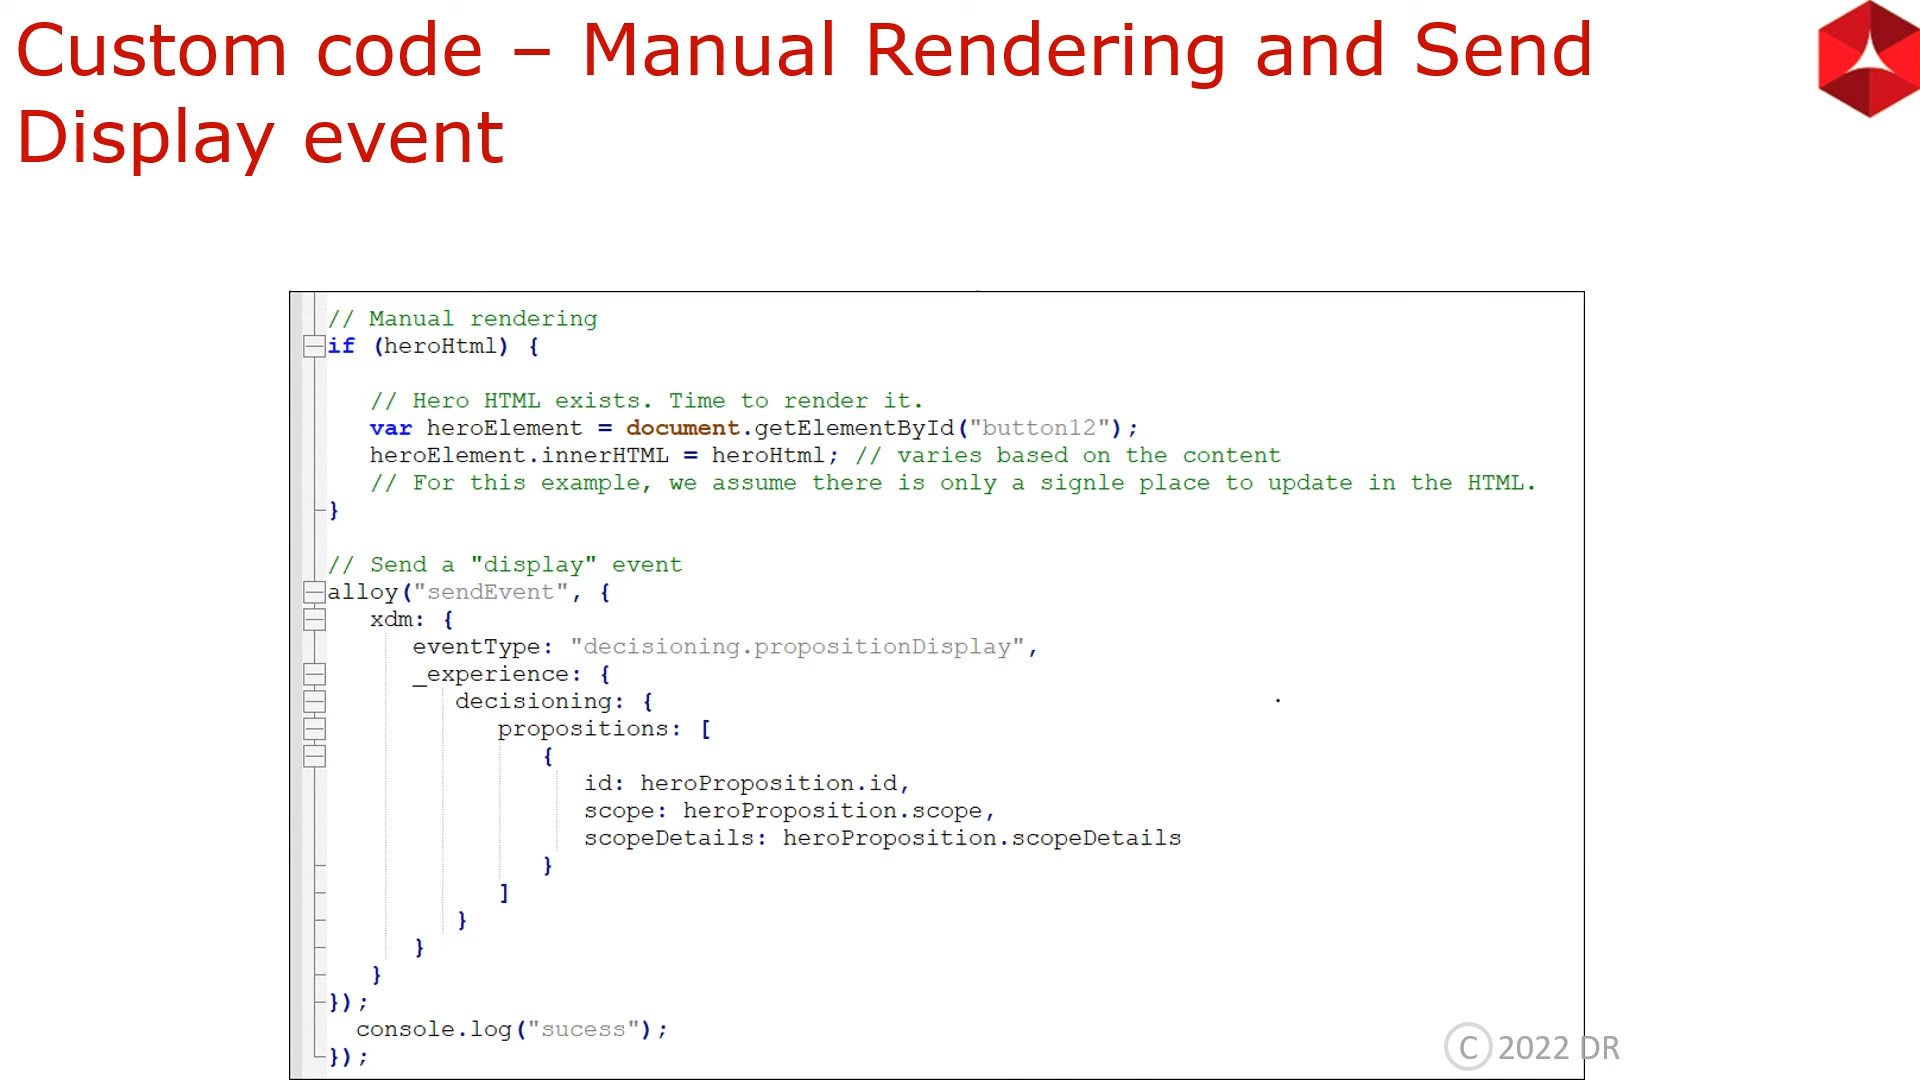 Custom code – Manual Rendering and Send
Display event
// Manual rendering
if (heroHtml) {
// Hero HTML exists. Time to render it.
var heroElement = document.getElementById("button12");
heroElement.innerHTML = heroHtml; // varies based on the content
// For this example, we assume there is only a signle place to update in the HTML.
}
// Send a "display" event
alloy("sendEvent", {
xdm: {
eventType: "decisioning.propositionDisplay",
_experience: {
decisioning: {
propositions: [
{
id: heroProposition.id,
scope: heroProposition.scope,
scopeDetails: heroProposition.scopeDetails
}
]
}
}
}
});
console.log("sucess");
});
© 2022 DR